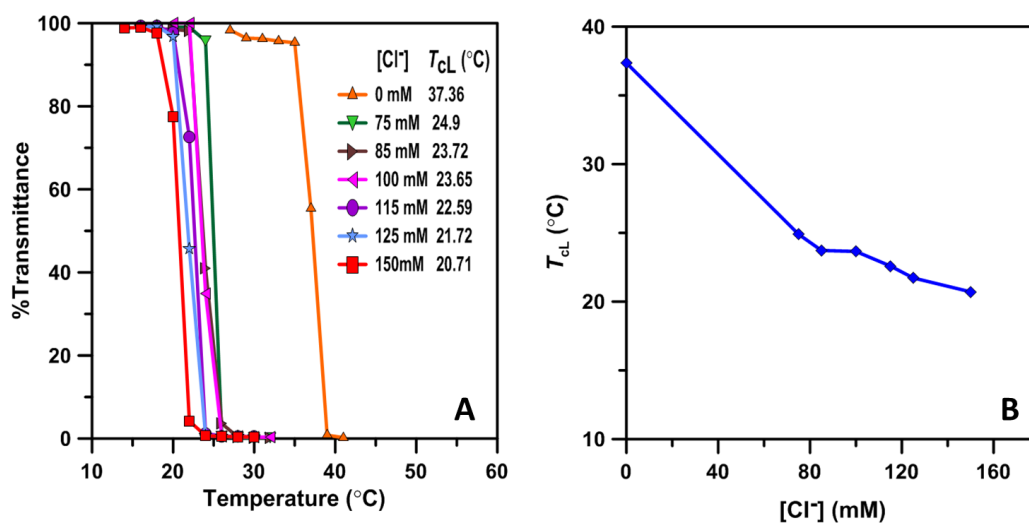 %Transmittance
100
80
60
40
20
0
[Cl⁻] T_cL (°C)
0 mM 37.36
75 mM 24.9
85 mM 23.72
100 mM 23.65
115 mM 22.59
125 mM 21.72
150mM 20.71
A
10 20 30 40 50 60
Temperature (°C)
T_cL (°C)
40
30
20
10
B
0 40 80 120 160
[Cl⁻] (mM)